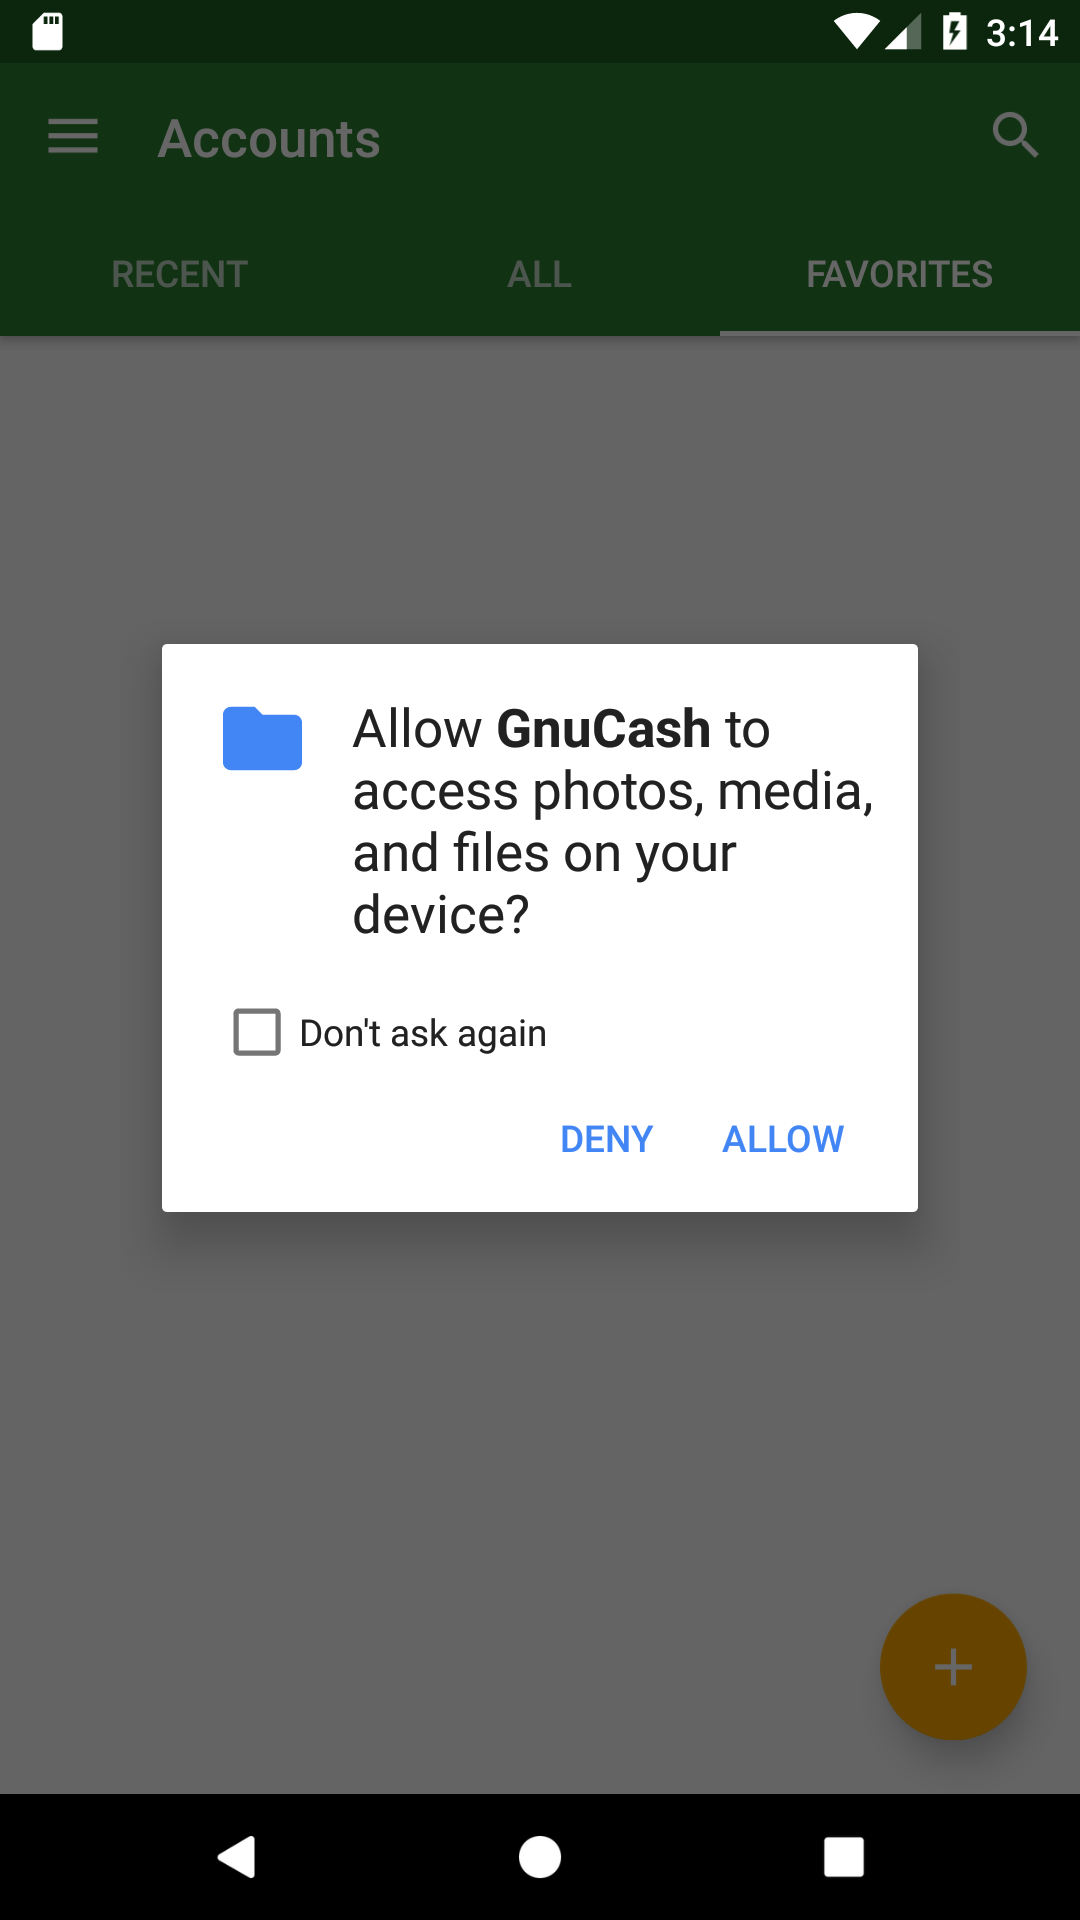 3:14
Accounts
RECENT ALL FAVORITES
Allow GnuCash to
access photos, media,
and files on your
device?
Don't ask again
DENY ALLOW